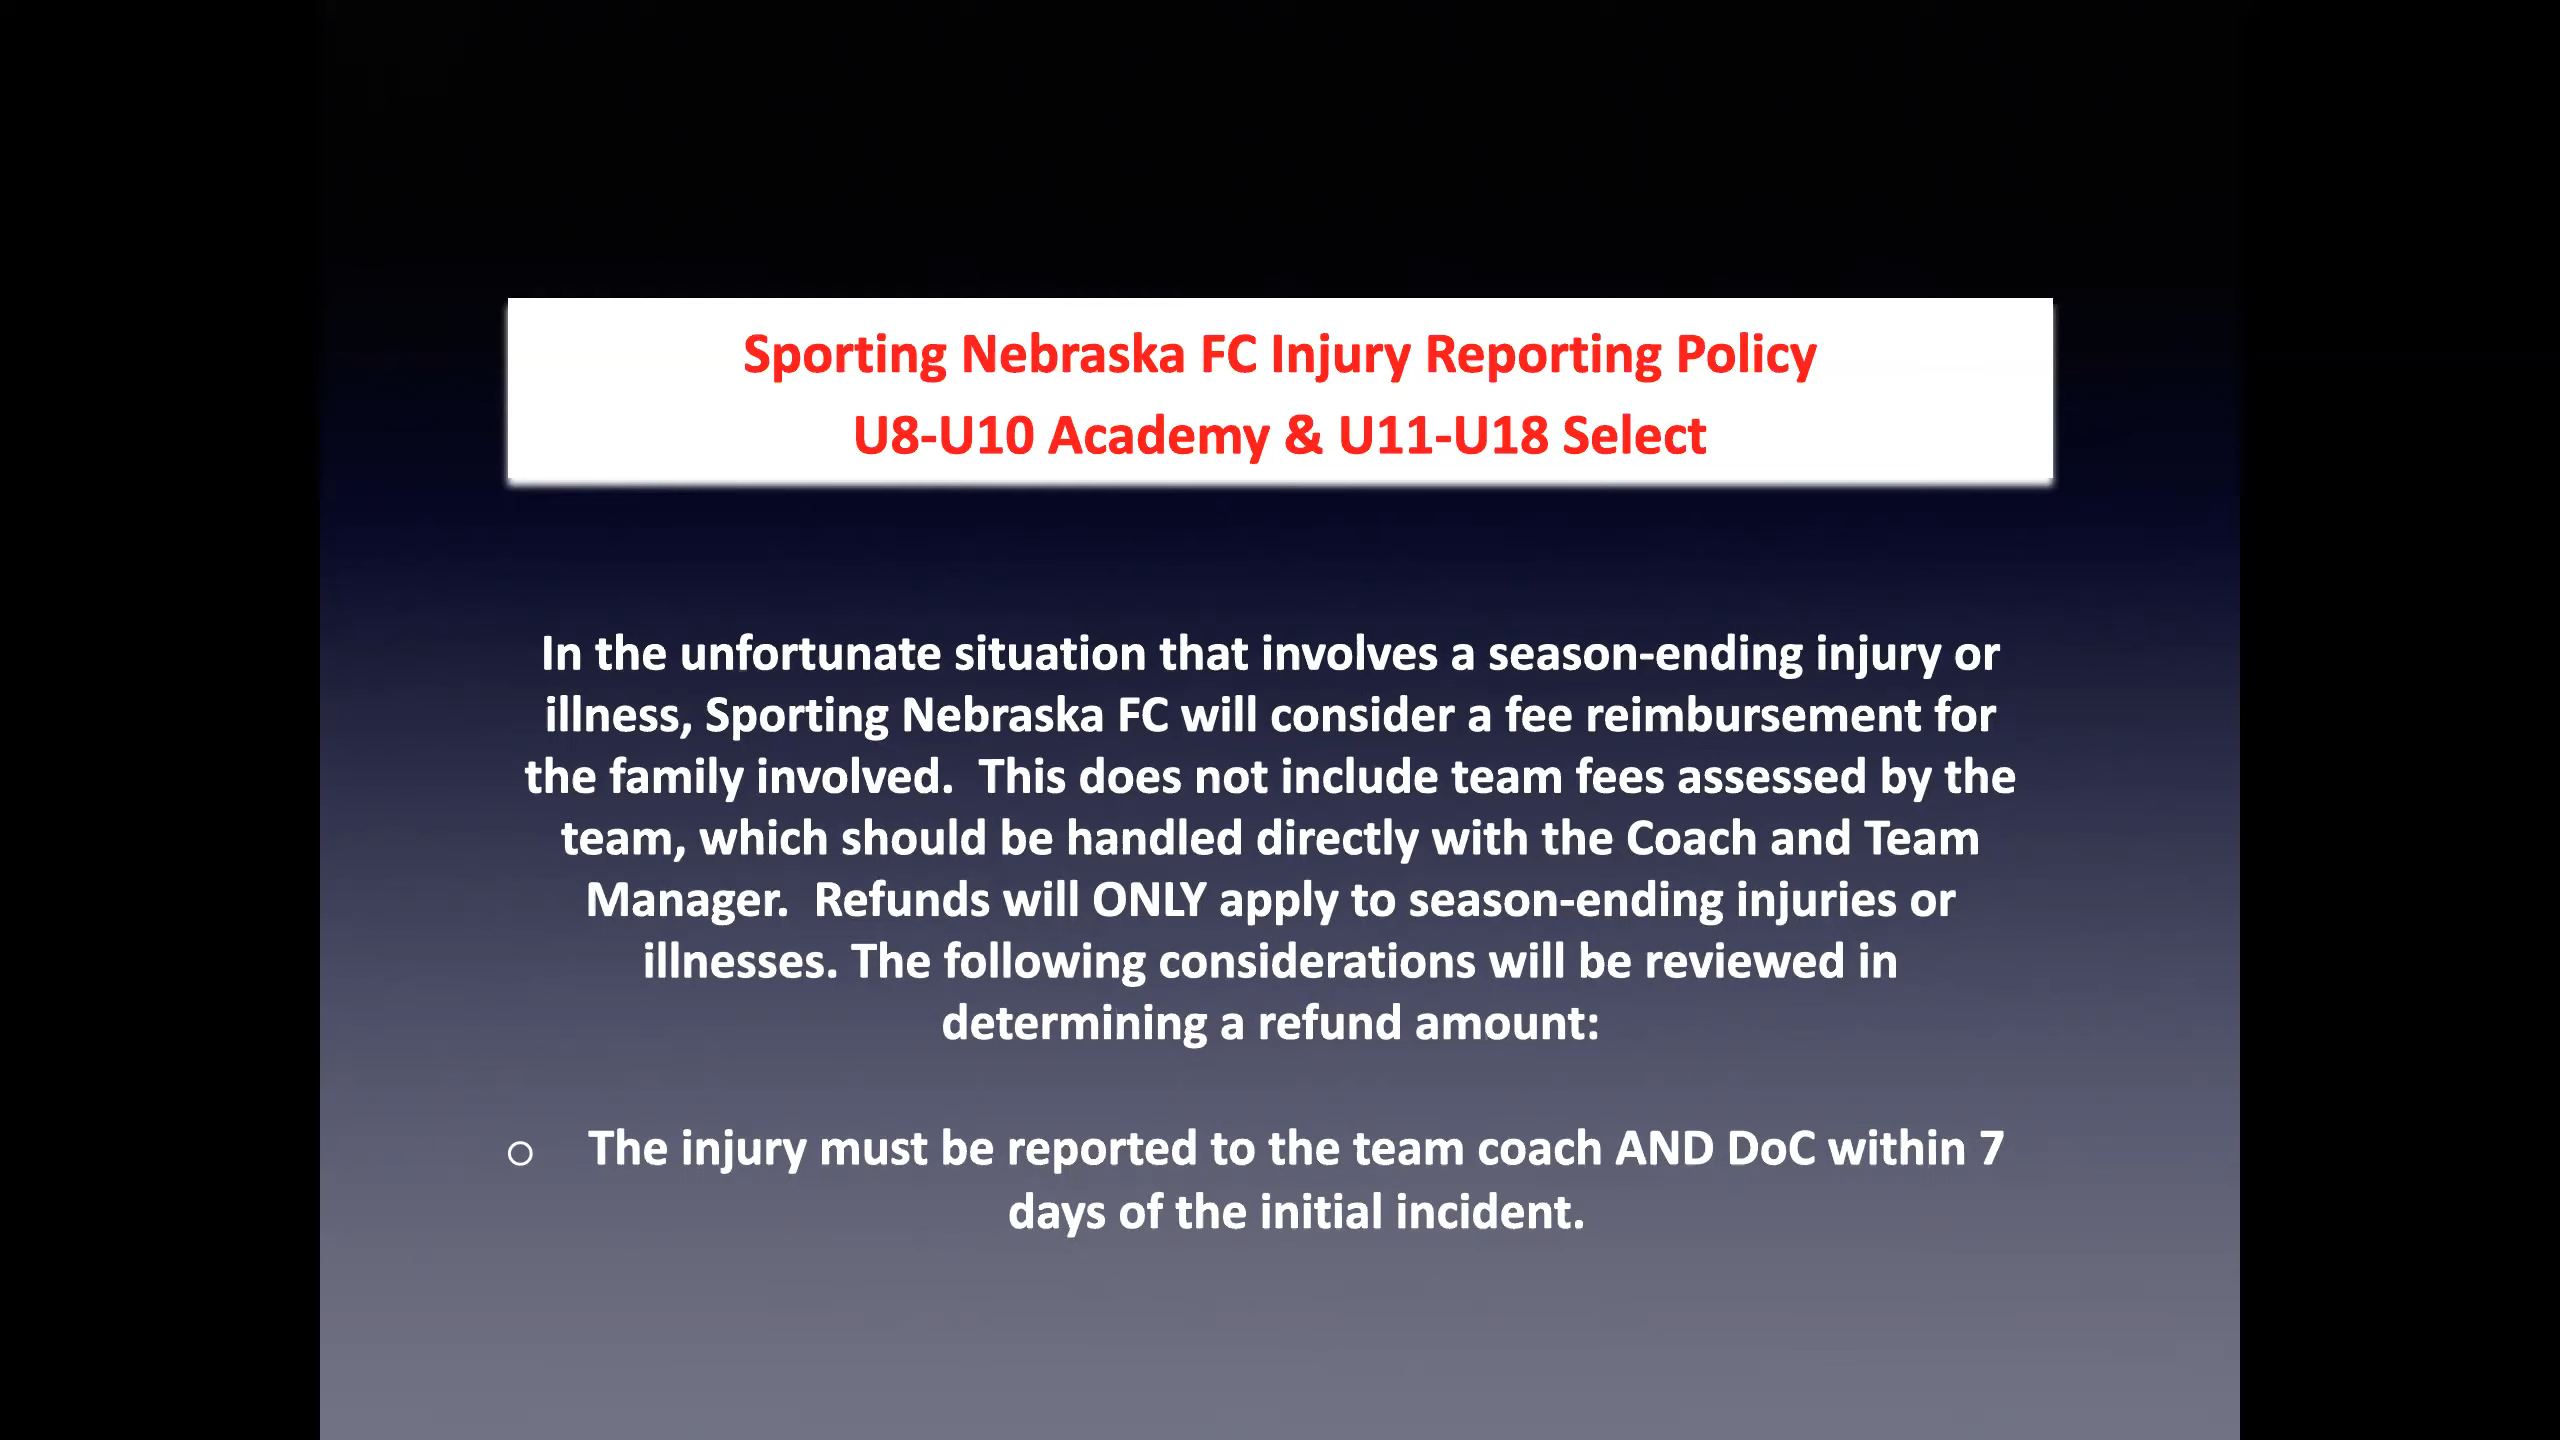 Sporting Nebraska FC Injury Reporting Policy
U8-U10 Academy & U11-U18 Select
In the unfortunate situation that involves a season-ending injury or
illness, Sporting Nebraska FC will consider a fee reimbursement for
the family involved.  This does not include team fees assessed by the
team, which should be handled directly with the Coach and Team
Manager.  Refunds will ONLY apply to season-ending injuries or
illnesses. The following considerations will be reviewed in
determining a refund amount:
○ The injury must be reported to the team coach AND DoC within 7
days of the initial incident.